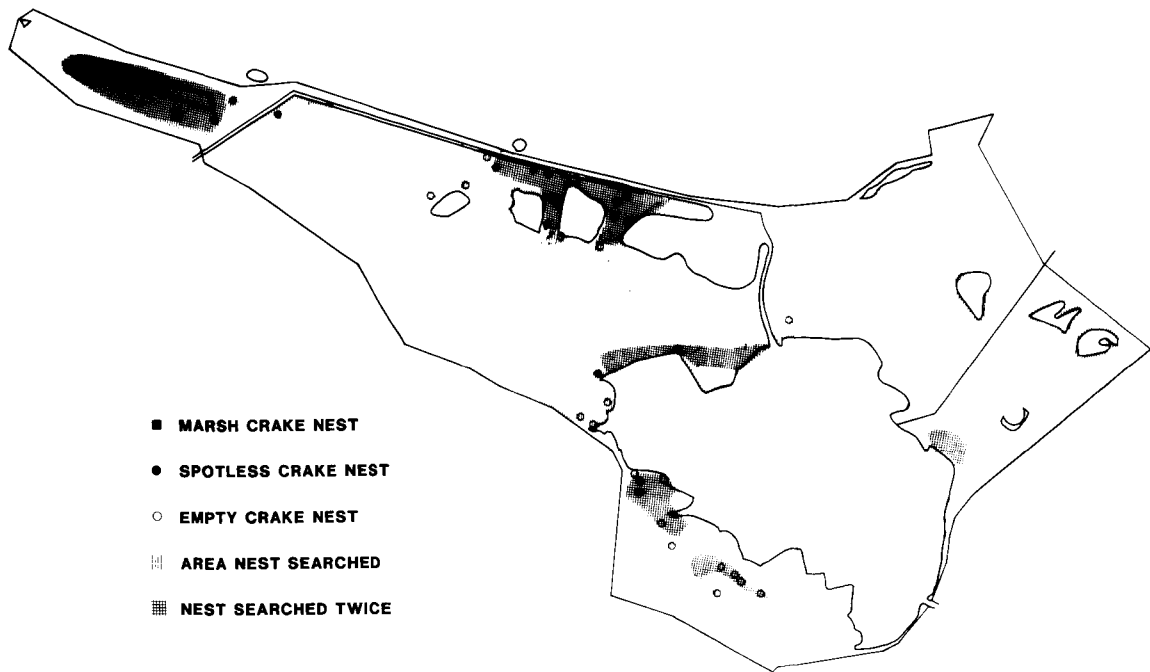 MARSH CRAKE NEST
SPOTLESS CRAKE NEST
EMPTY CRAKE NEST
AREA NEST SEARCHED
NEST SEARCHED TWICE